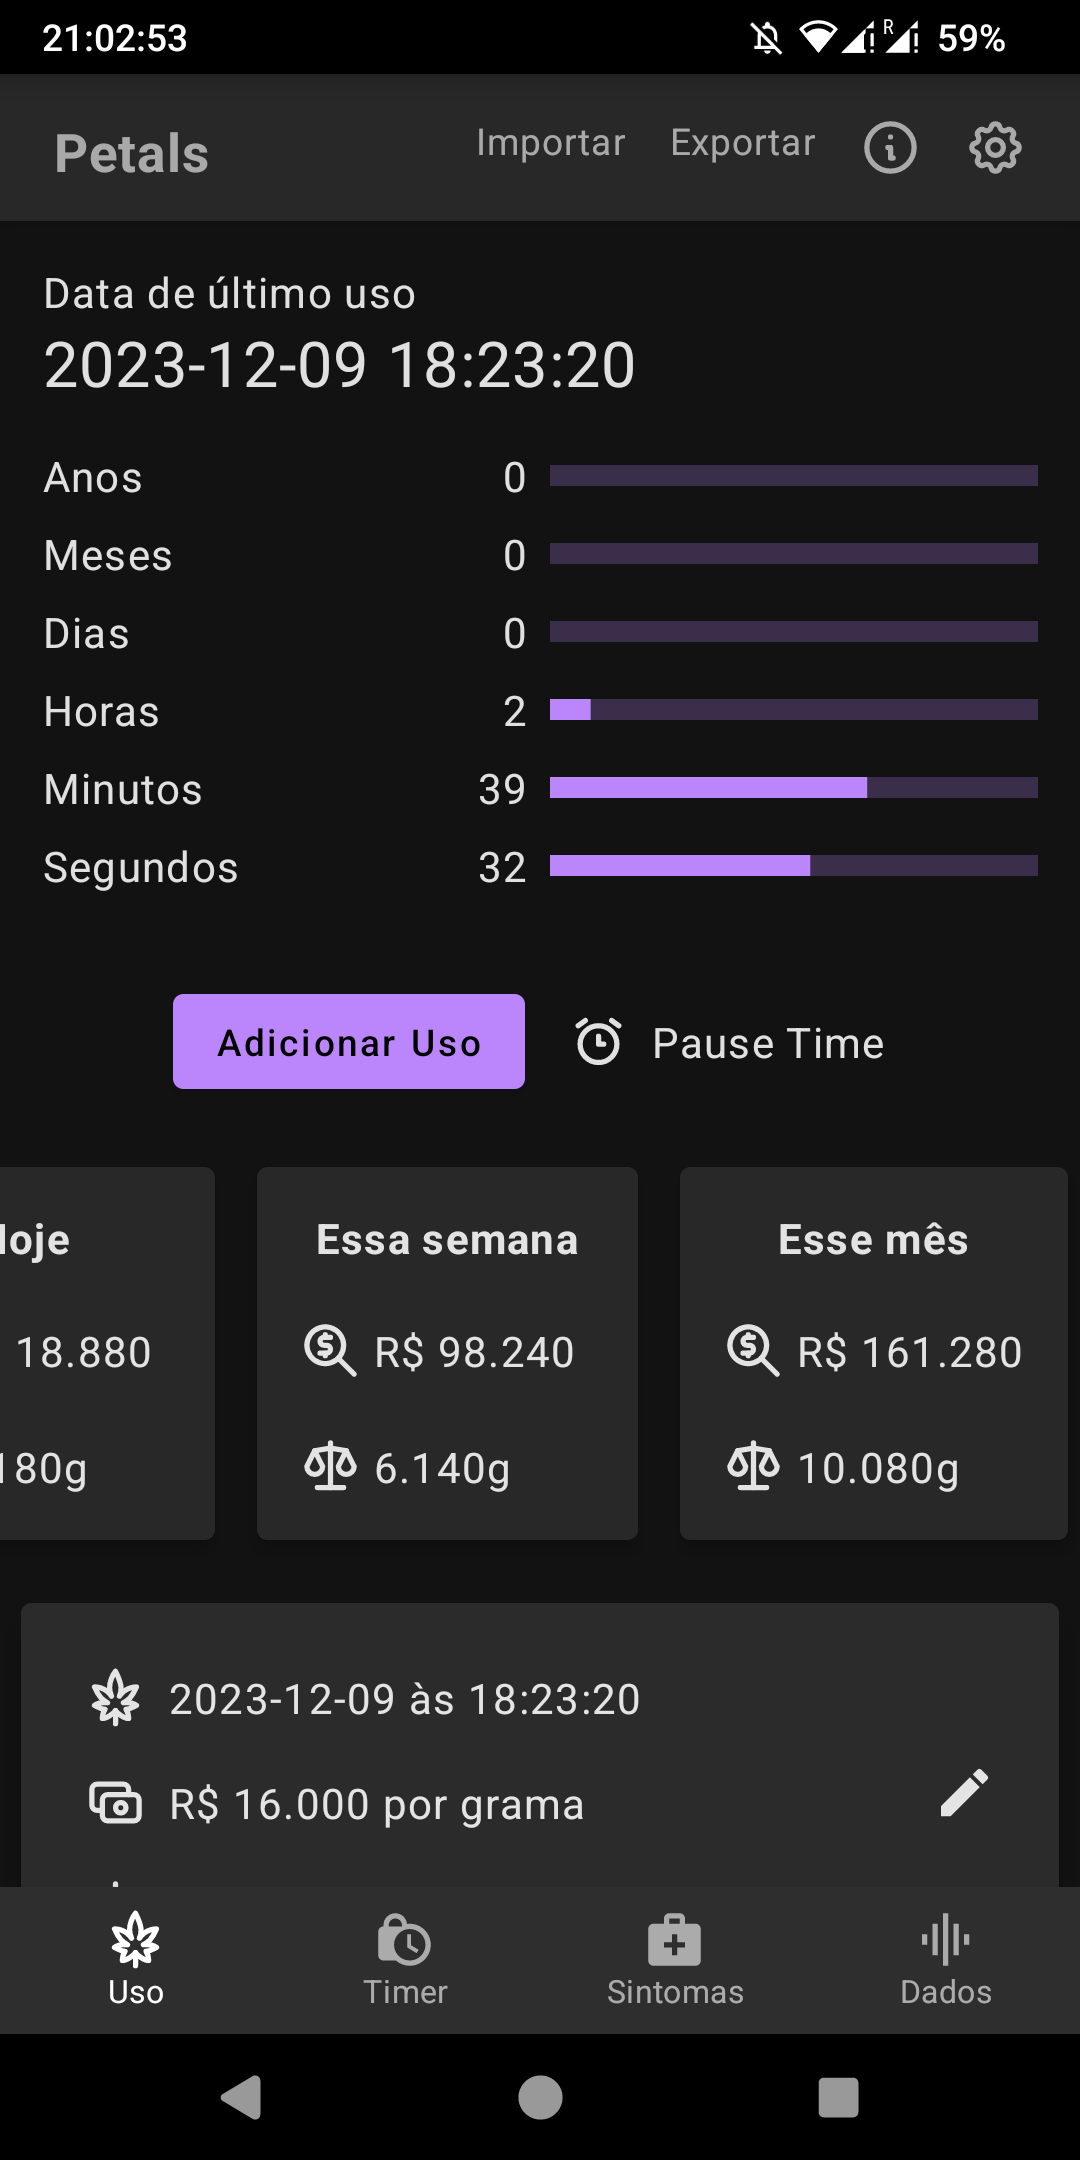 21:02:53 R 59%
Petals Importar Exportar
Data de último uso
2023-12-09 18:23:20
Anos 0
Meses 0
Dias 0
Horas 2
Minutos 39
Segundos 32
Adicionar Uso Pause Time
Essa semana Esse mês
18.880 R$ 98.240 R$ 161.280
180g 6.140g 10.080g
2023-12-09 às 18:23:20
R$ 16.000 por grama
Uso Timer Sintomas Dados